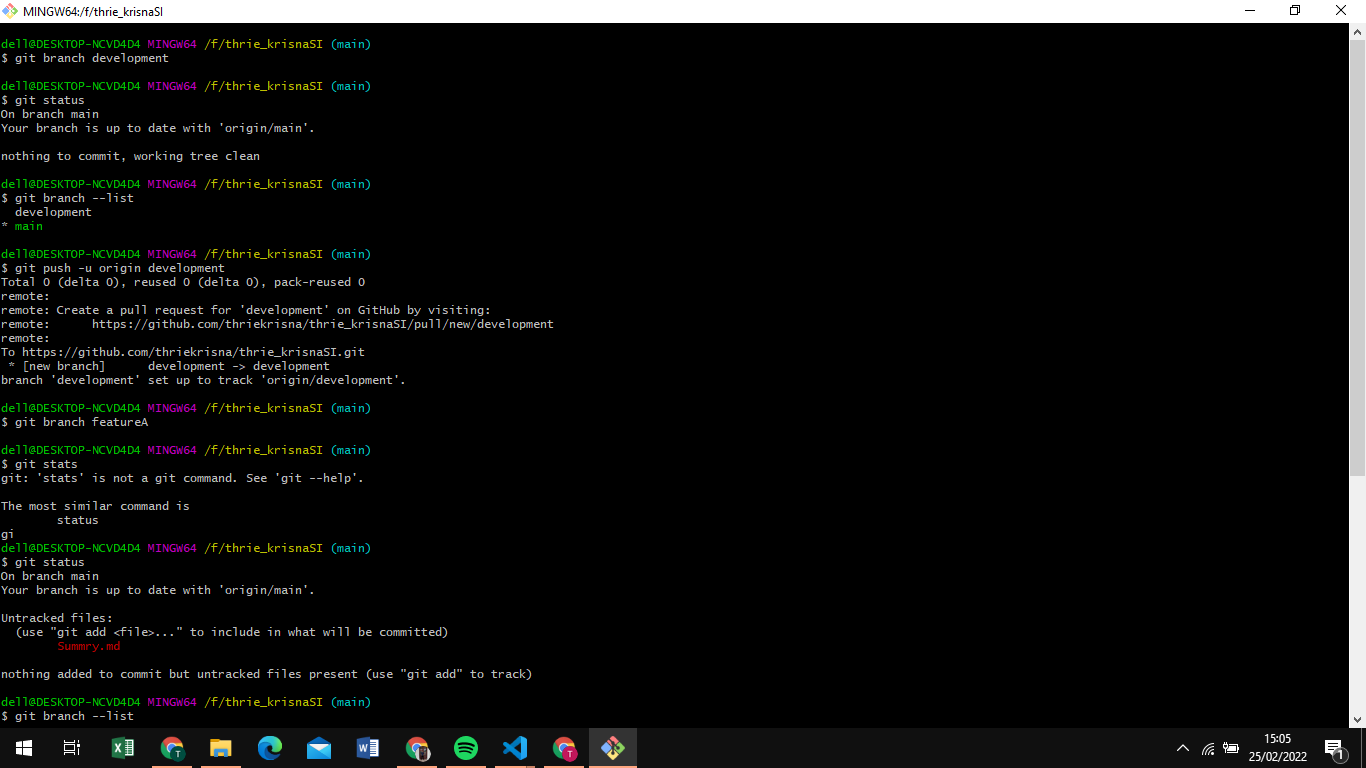 MINGW64:/f/thrie_krisnaSI
dell@DESKTOP-NCVD4D4 MINGW64 /f/thrie_krisnaSI (main)
$ git branch development
dell@DESKTOP-NCVD4D4 MINGW64 /f/thrie_krisnaSI (main)
$ git status
On branch main
Your branch is up to date with 'origin/main'.
nothing to commit, working tree clean
dell@DESKTOP-NCVD4D4 MINGW64 /f/thrie_krisnaSI (main)
$ git branch --list
  development
* main
dell@DESKTOP-NCVD4D4 MINGW64 /f/thrie_krisnaSI (main)
$ git push -u origin development
Total 0 (delta 0), reused 0 (delta 0), pack-reused 0
remote:
remote: Create a pull request for 'development' on GitHub by visiting:
remote:      https://github.com/thriekrisna/thrie_krisnaSI/pull/new/development
remote:
To https://github.com/thriekrisna/thrie_krisnaSI.git
 * [new branch]      development -> development
branch 'development' set up to track 'origin/development'.
dell@DESKTOP-NCVD4D4 MINGW64 /f/thrie_krisnaSI (main)
$ git branch featureA
dell@DESKTOP-NCVD4D4 MINGW64 /f/thrie_krisnaSI (main)
$ git stats
git: 'stats' is not a git command. See 'git --help'.
The most similar command is
        status
gi
dell@DESKTOP-NCVD4D4 MINGW64 /f/thrie_krisnaSI (main)
$ git status
On branch main
Your branch is up to date with 'origin/main'.
Untracked files:
  (use "git add <file>..." to include in what will be committed)
        Summry.md
nothing added to commit but untracked files present (use "git add" to track)
dell@DESKTOP-NCVD4D4 MINGW64 /f/thrie_krisnaSI (main)
$ git branch --list
15:05
25/02/2022
1